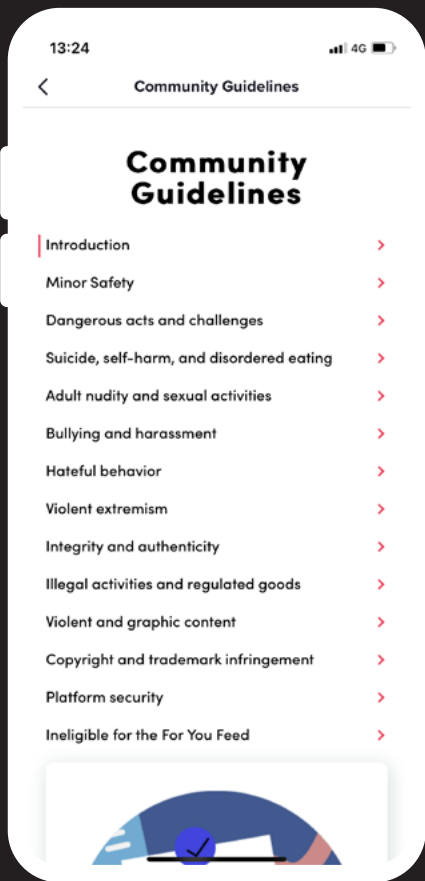 13:24
4G
Community Guidelines
Community
Guidelines
Introduction
Minor Safety
Dangerous acts and challenges
Suicide, self-harm, and disordered eating
Adult nudity and sexual activities
Bullying and harassment
Hateful behavior
Violent extremism
Integrity and authenticity
Illegal activities and regulated goods
Violent and graphic content
Copyright and trademark infringement
Platform security
Ineligible for the For You Feed